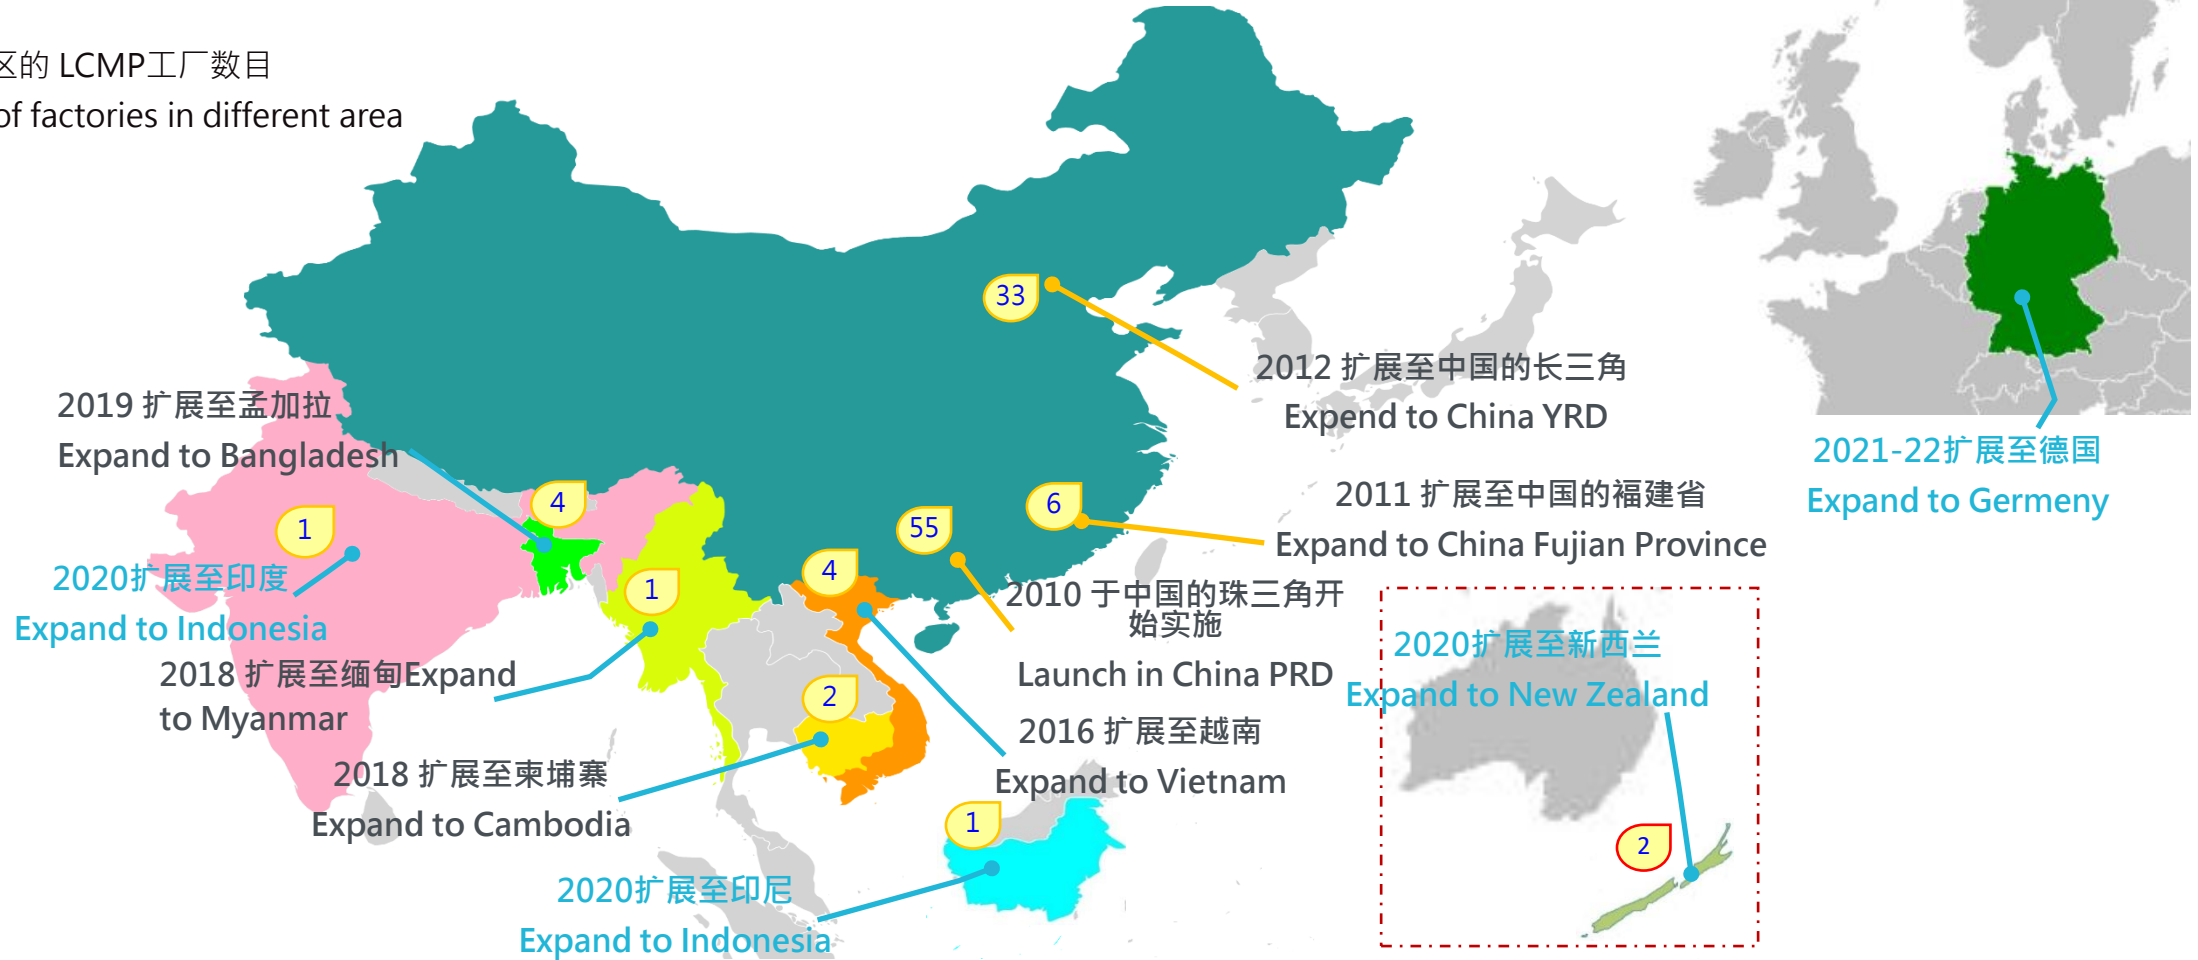 区的 LCMP工厂数目
of factories in different area
33
2012 扩展至中国的长三角
Expend to China YRD
2019 扩展至孟加拉
Expand to Bangladesh
2021-22扩展至德国
Expand to Germeny
4
6
2011 扩展至中国的福建省
Expand to China Fujian Province
1
55
2020扩展至印度
Expand to Indonesia
1
4
2010 于中国的珠三角开
始实施
Launch in China PRD
2020扩展至新西兰
Expand to New Zealand
2018 扩展至缅甸Expand
to Myanmar
2
2016 扩展至越南
Expand to Vietnam
2018 扩展至柬埔寨
Expand to Cambodia
1
2
2020扩展至印尼
Expand to Indonesia